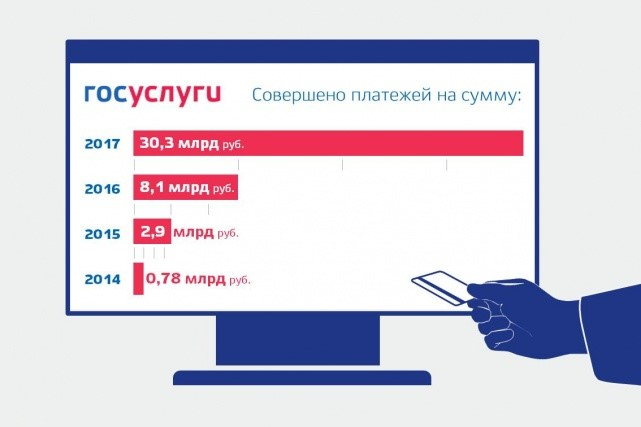 госуслуги Совершено платежей на сумму:
2017 30,3 млрд руб.
2016 8,1 млрд руб.
2015 2,9 млрд руб.
2014 0,78 млрд руб.